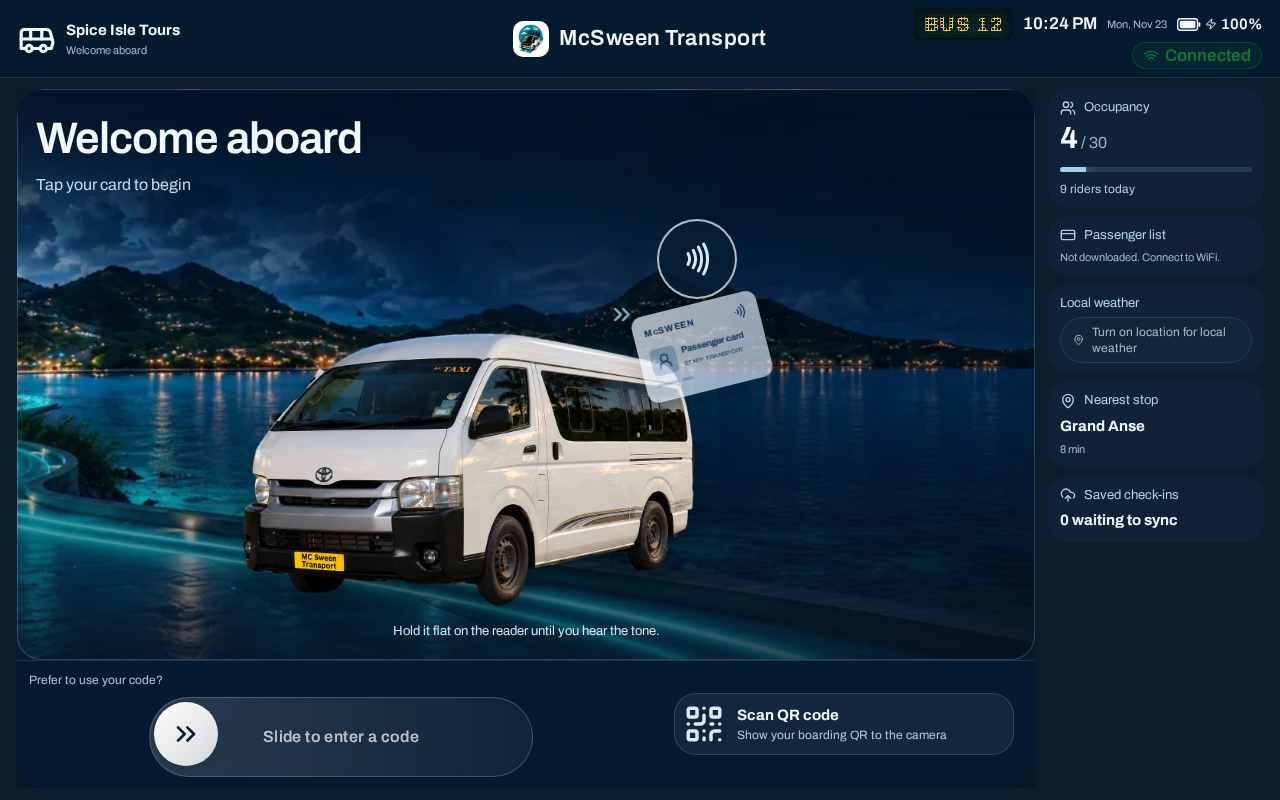 Spice Isle Tours
Welcome aboard
McSween Transport
BUS 12
10:24 PM
Mon, Nov 23
100%
Connected
Welcome aboard
Tap your card to begin
McSWEEN
Passenger card
STAFF TRANSPORT
TAXI
MC Sween
Transport
Hold it flat on the reader until you hear the tone.
Prefer to use your code?
Slide to enter a code
Scan QR code
Show your boarding QR to the camera
Occupancy
4 / 30
9 riders today
Passenger list
Not downloaded. Connect to WiFi.
Local weather
Turn on location for local
weather
Nearest stop
Grand Anse
8 min
Saved check-ins
0 waiting to sync